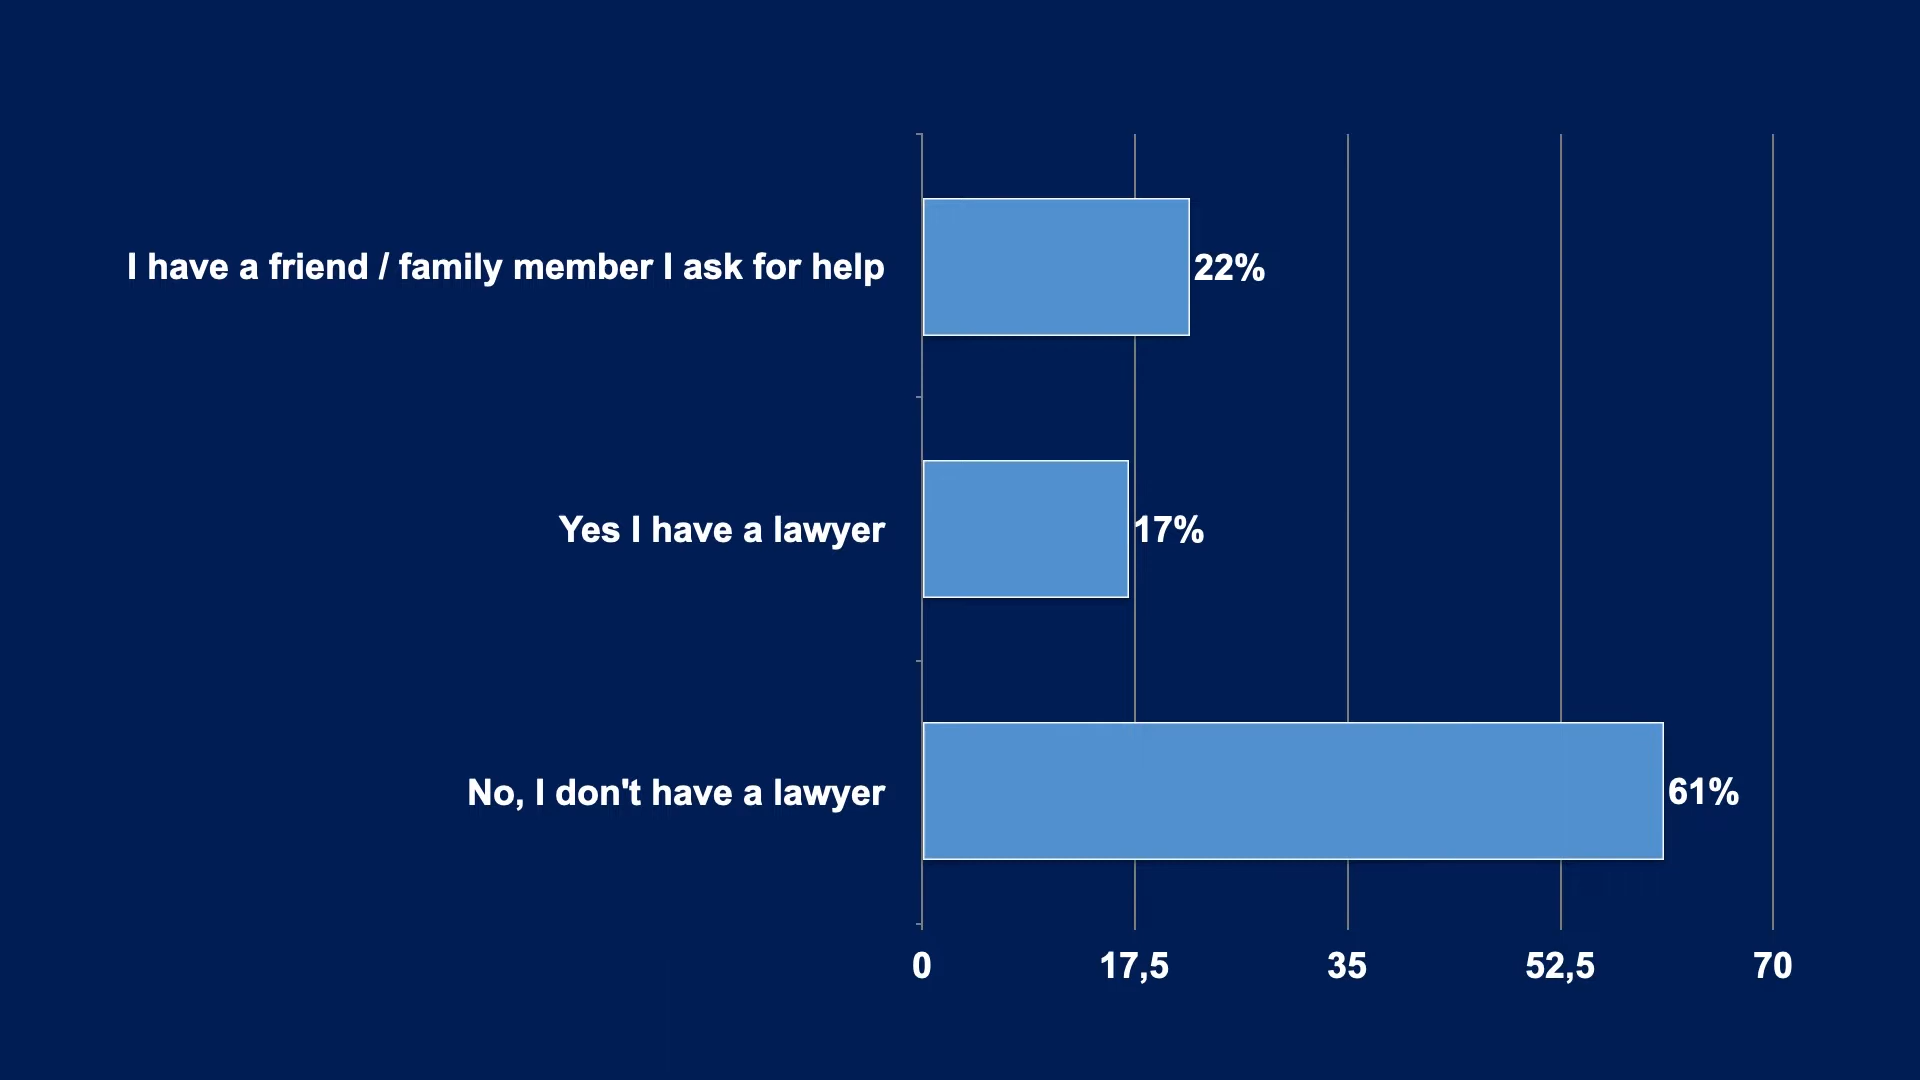 I have a friend / family member I ask for help
22%
Yes I have a lawyer
17%
No, I don't have a lawyer
61%
0
17,5
35
52,5
70